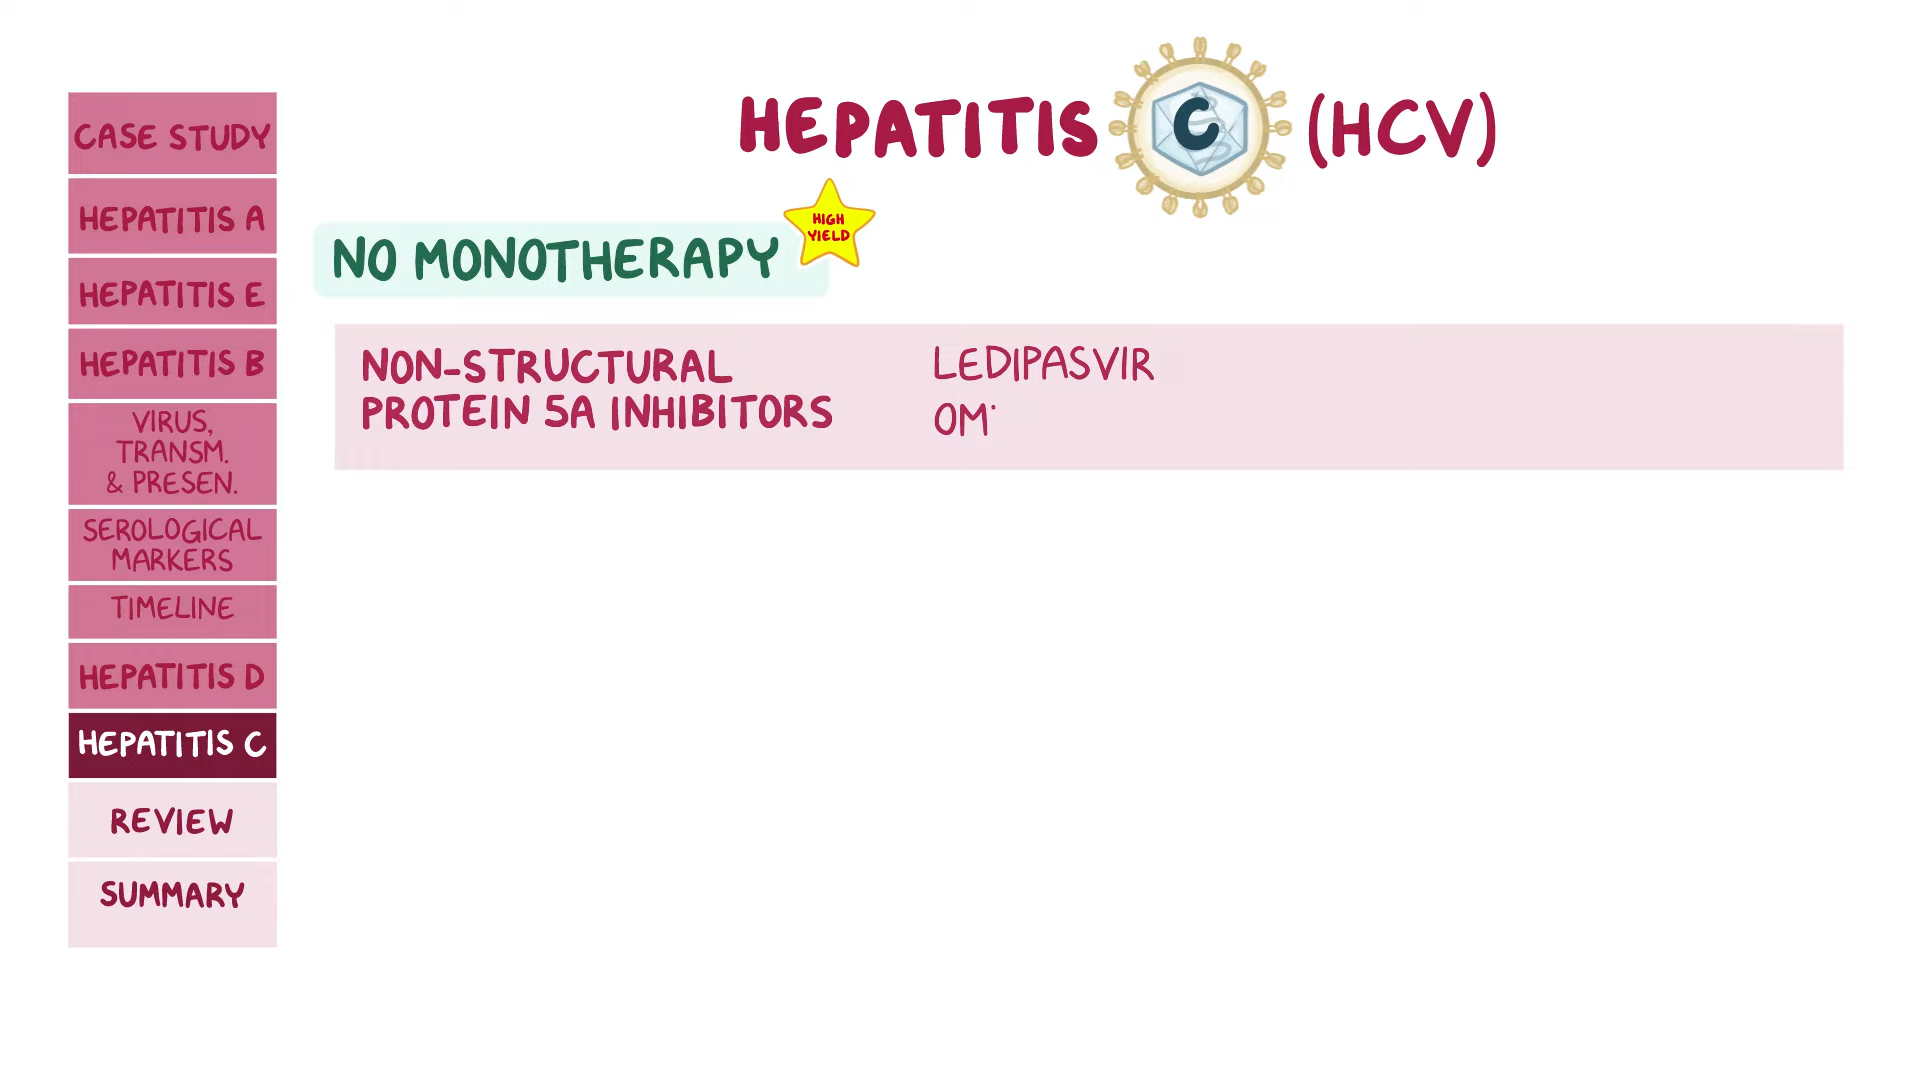 HEPATITIS C (HCV)
CASE STUDY
HEPATITIS A
HEPATITIS E
HEPATITIS B
VIRUS,
TRANSM.
& PRESEN.
SEROLOGICAL
MARKERS
TIMELINE
HEPATITIS D
HEPATITIS C
REVIEW
SUMMARY
NO MONOTHERAPY
HIGH
YIELD
NON-STRUCTURAL
PROTEIN 5A INHIBITORS
LEDIPASVIR
OM